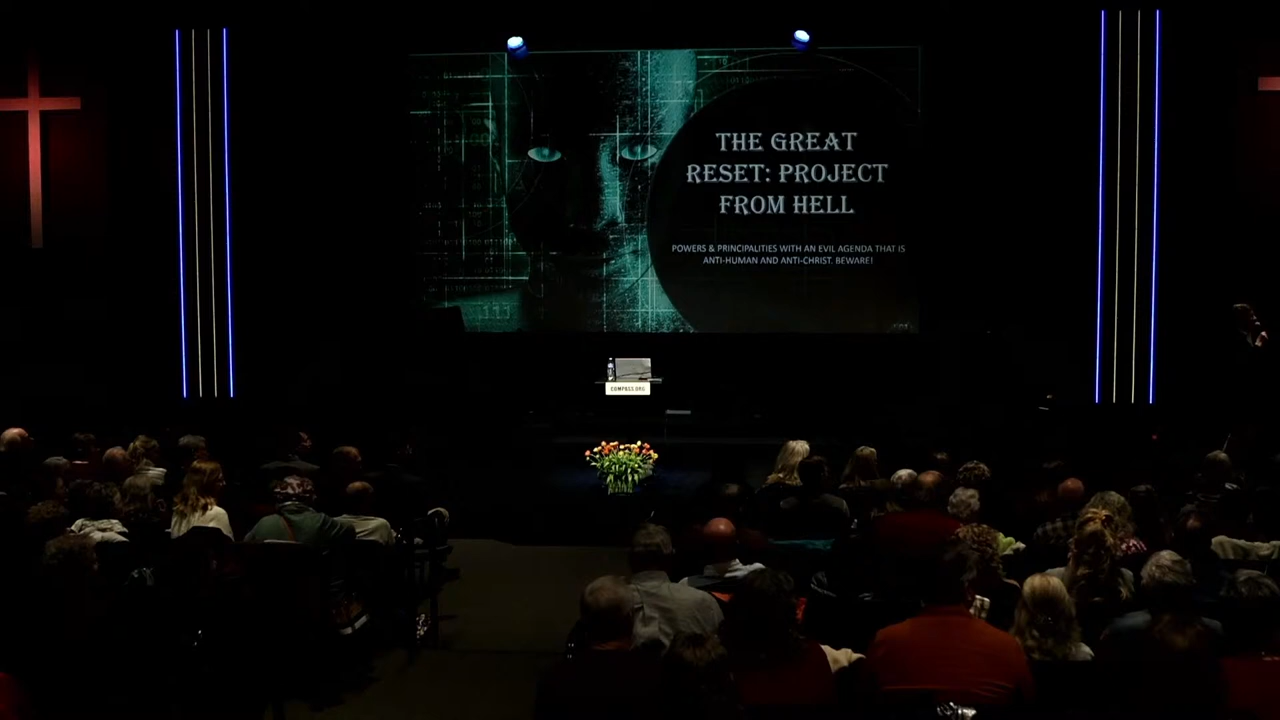 THE GREAT
RESET: PROJECT
FROM HELL
POWERS & PRINCIPALITIES WITH AN EVIL AGENDA THAT IS
ANTI-HUMAN AND ANTI-CHRIST. BEWARE!
COMPASS.ORG